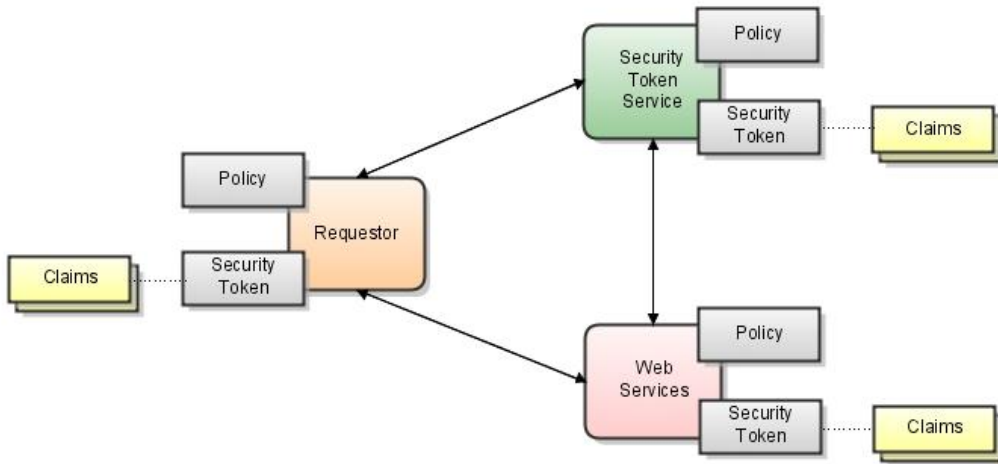 Policy
Security
Token
Service
Security
Token
Claims
Policy
Requestor
Security
Token
Claims
Policy
Web
Services
Security
Token
Claims